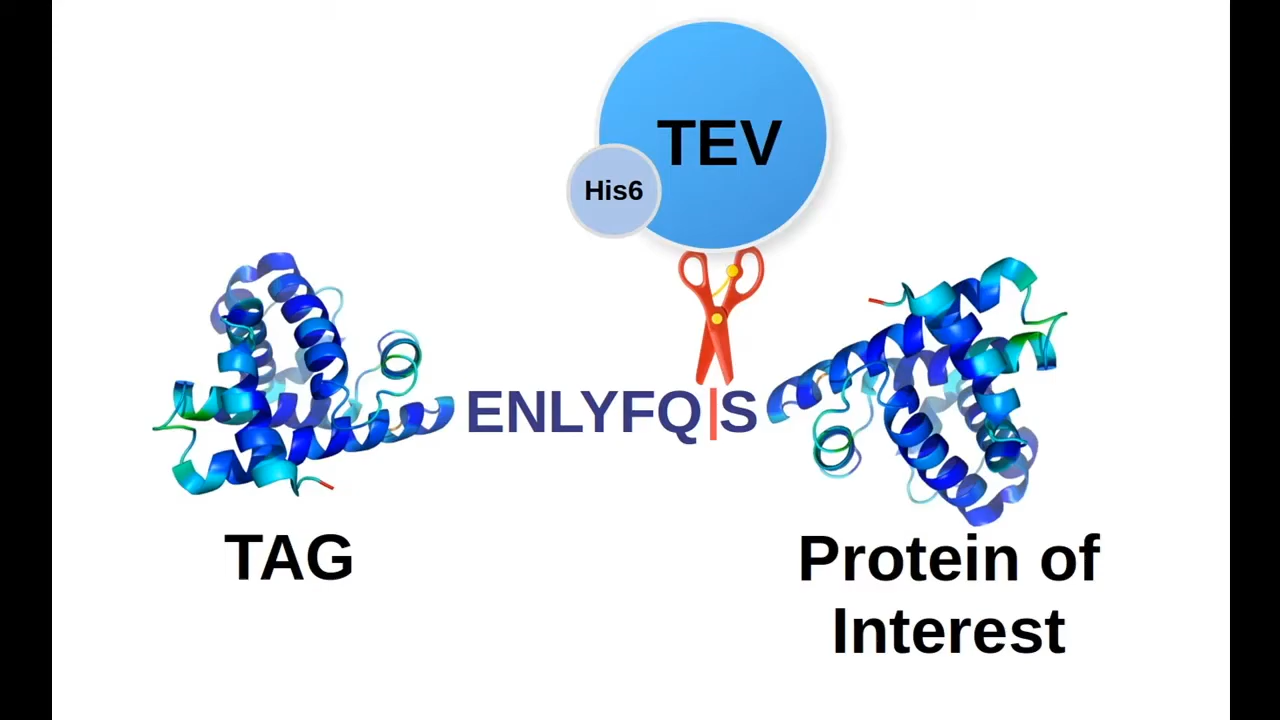 TEV
His6
ENLYFQ|S
TAG
Protein of
Interest